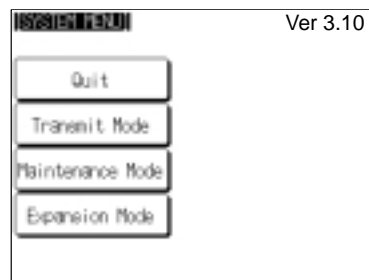 [SYSTEM MENU]
Ver 3.10
Quit
Transmit Mode
Maintenance Mode
Expansion Mode